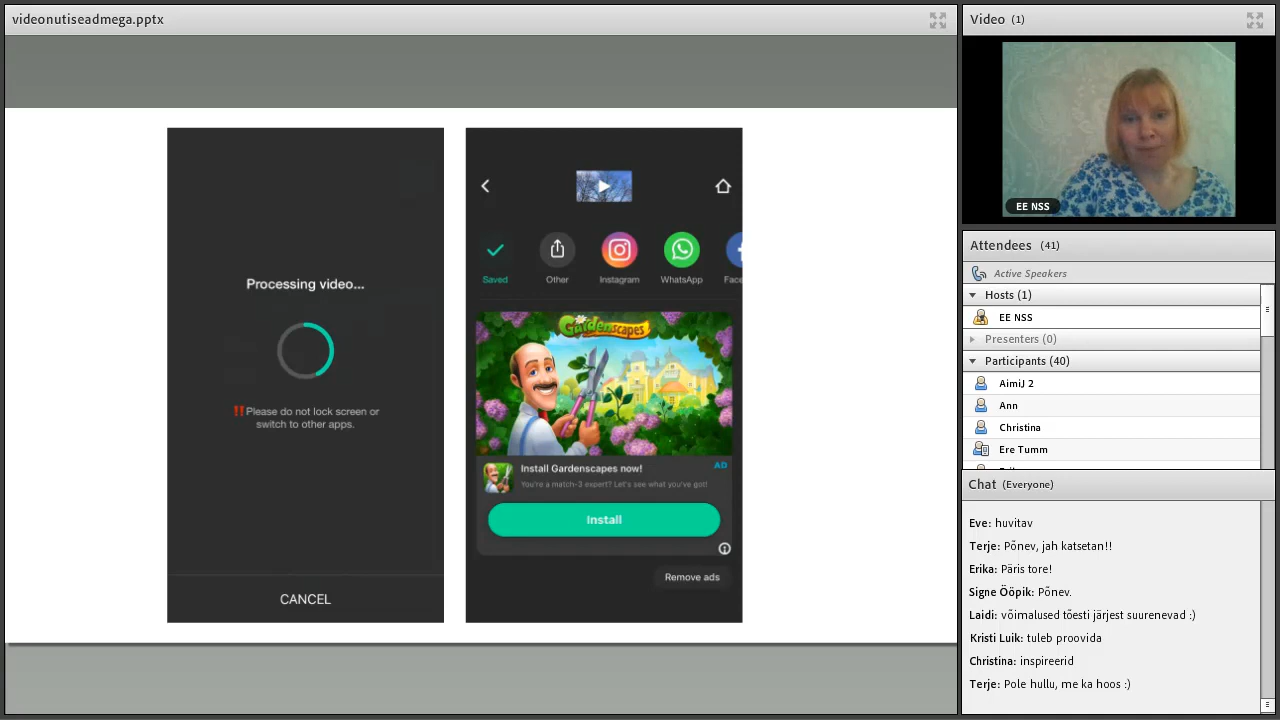 videonutiseadmega.pptx
Processing video...
‼Please do not lock screen or
switch to other apps.
CANCEL
Saved
Other
Instagram
WhatsApp
Face
Gardenscapes
Install Gardenscapes now!
AD
You're a match-3 expert? Let's see what you've got!
Install
Remove ads
Video (1)
EE NSS
Attendees (41)
Active Speakers
Hosts (1)
EE NSS
Presenters (0)
Participants (40)
AimiJ 2
Ann
Christina
Ere Tumm
Chat (Everyone)
Eve: huvitav
Terje: Põnev, jah katsetan!!
Erika: Päris tore!
Signe Ööpik: Põnev.
Laidi: võimalused tõesti järjest suurenevad :)
Kristi Luik: tuleb proovida
Christina: inspireerid
Terje: Pole hullu, me ka hoos :)